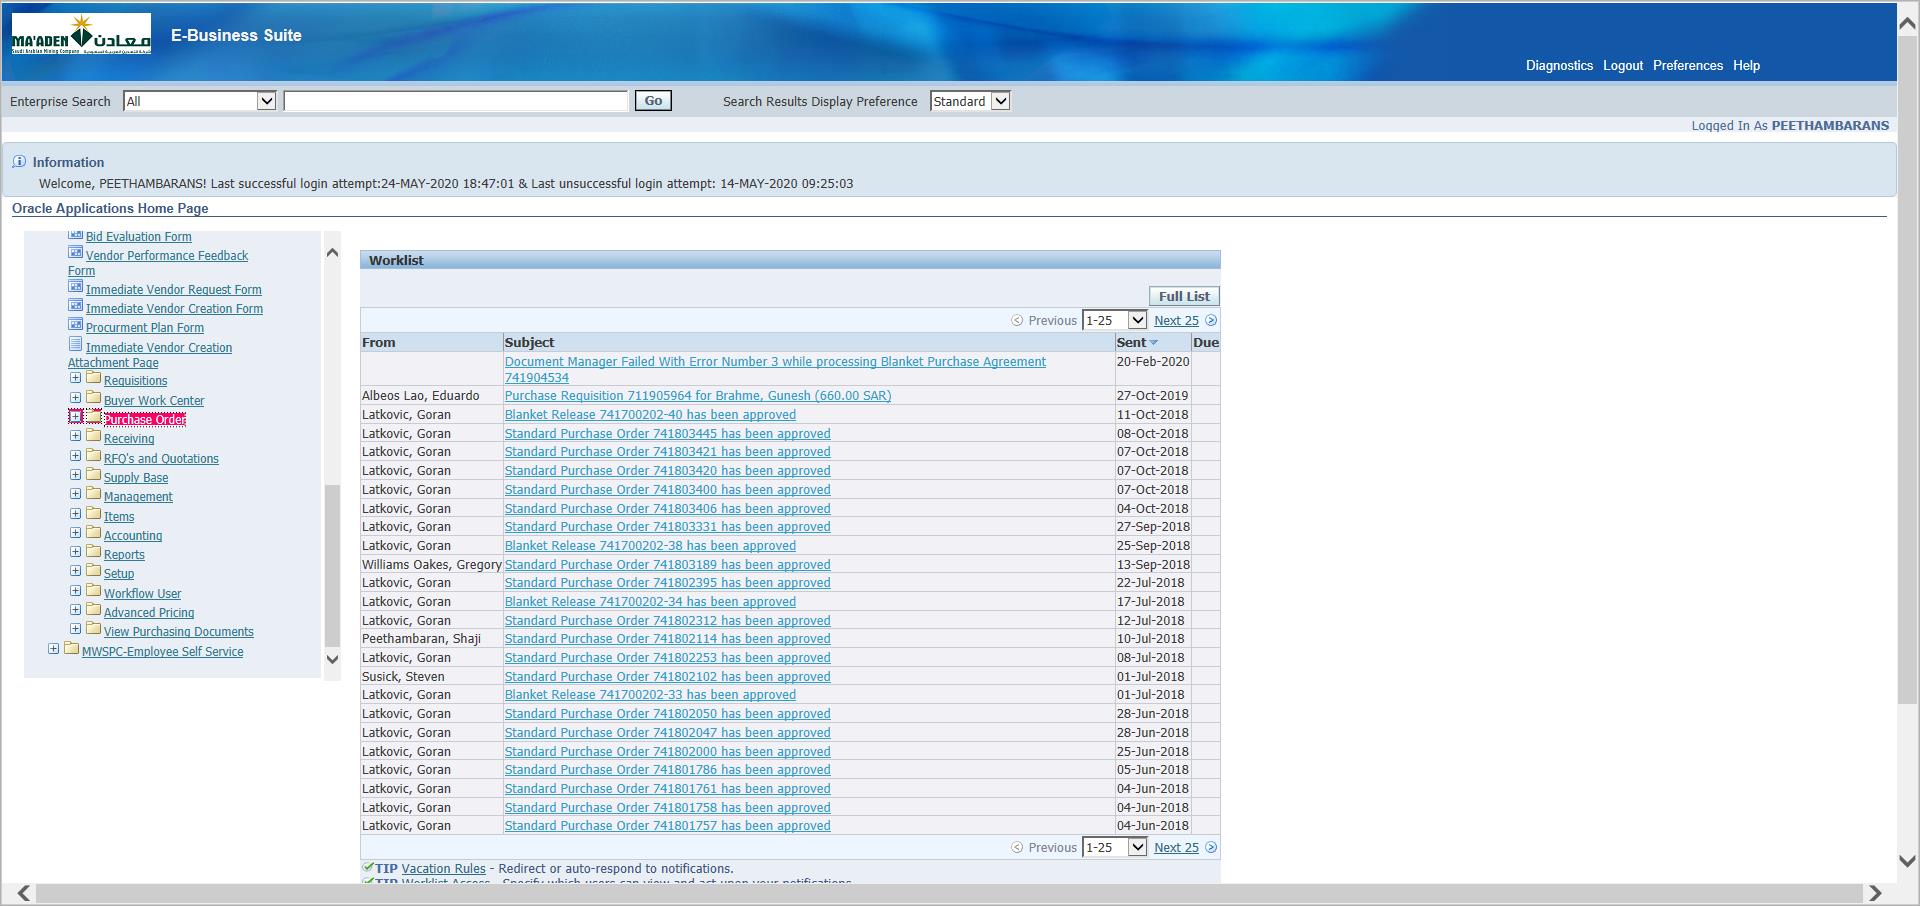 MA'ADEN معادن
Saudi Arabian Mining Company
E-Business Suite
Diagnostics Logout Preferences Help
Enterprise Search All Go Search Results Display Preference Standard
Logged In As PEETHAMBARANS
Information
Welcome, PEETHAMBARANS! Last successful login attempt:24-MAY-2020 18:47:01 & Last unsuccessful login attempt: 14-MAY-2020 09:25:03
Oracle Applications Home Page
Bid Evaluation Form
Vendor Performance Feedback
Form
Immediate Vendor Request Form
Immediate Vendor Creation Form
Procurment Plan Form
Immediate Vendor Creation
Attachment Page
Requisitions
Buyer Work Center
Purchase Order
Receiving
RFQ's and Quotations
Supply Base
Management
Items
Accounting
Reports
Setup
Workflow User
Advanced Pricing
View Purchasing Documents
MWSPC-Employee Self Service
Worklist
Full List
Previous 1-25 Next 25
From Subject Sent Due
Document Manager Failed With Error Number 3 while processing Blanket Purchase Agreement 20-Feb-2020
741904534
Albeos Lao, Eduardo Purchase Requisition 711905964 for Brahme, Gunesh (660.00 SAR) 27-Oct-2019
Latkovic, Goran Blanket Release 741700202-40 has been approved 11-Oct-2018
Latkovic, Goran Standard Purchase Order 741803445 has been approved 08-Oct-2018
Latkovic, Goran Standard Purchase Order 741803421 has been approved 07-Oct-2018
Latkovic, Goran Standard Purchase Order 741803420 has been approved 07-Oct-2018
Latkovic, Goran Standard Purchase Order 741803400 has been approved 07-Oct-2018
Latkovic, Goran Standard Purchase Order 741803406 has been approved 04-Oct-2018
Latkovic, Goran Standard Purchase Order 741803331 has been approved 27-Sep-2018
Latkovic, Goran Blanket Release 741700202-38 has been approved 25-Sep-2018
Williams Oakes, Gregory Standard Purchase Order 741803189 has been approved 13-Sep-2018
Latkovic, Goran Standard Purchase Order 741802395 has been approved 22-Jul-2018
Latkovic, Goran Blanket Release 741700202-34 has been approved 17-Jul-2018
Latkovic, Goran Standard Purchase Order 741802312 has been approved 12-Jul-2018
Peethambaran, Shaji Standard Purchase Order 741802114 has been approved 10-Jul-2018
Latkovic, Goran Standard Purchase Order 741802253 has been approved 08-Jul-2018
Susick, Steven Standard Purchase Order 741802102 has been approved 01-Jul-2018
Latkovic, Goran Blanket Release 741700202-33 has been approved 01-Jul-2018
Latkovic, Goran Standard Purchase Order 741802050 has been approved 28-Jun-2018
Latkovic, Goran Standard Purchase Order 741802047 has been approved 28-Jun-2018
Latkovic, Goran Standard Purchase Order 741802000 has been approved 25-Jun-2018
Latkovic, Goran Standard Purchase Order 741801786 has been approved 05-Jun-2018
Latkovic, Goran Standard Purchase Order 741801761 has been approved 04-Jun-2018
Latkovic, Goran Standard Purchase Order 741801758 has been approved 04-Jun-2018
Latkovic, Goran Standard Purchase Order 741801757 has been approved 04-Jun-2018
Previous 1-25 Next 25
TIP Vacation Rules - Redirect or auto-respond to notifications.
TIP Worklist Access - Specify which users can view and act upon your notifications.